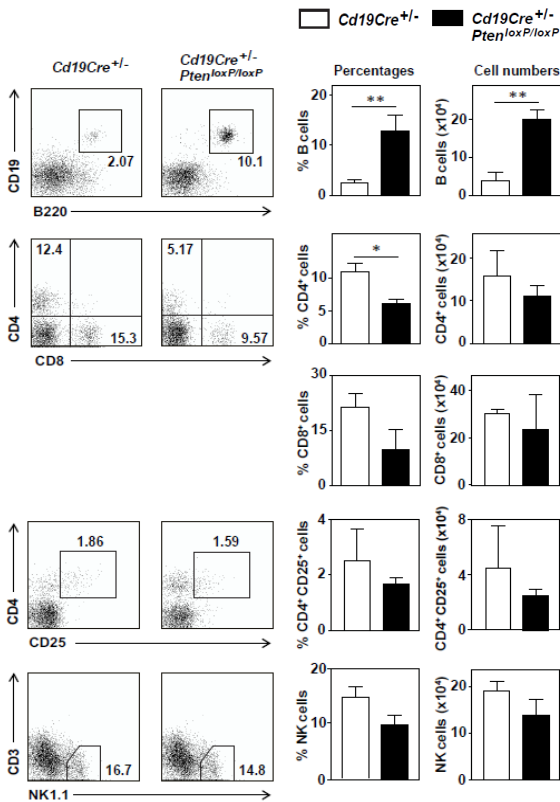 Cd19Cre+/-
Cd19Cre+/-
Pten^loxP/loxP
Cd19Cre+/-
Cd19Cre+/-
Pten^loxP/loxP
Percentages
Cell numbers
CD19
2.07
10.1
B220
% B cells
20
10
0
**
B cells (x10⁴)
20
10
0
**
CD4
12.4
15.3
5.17
9.57
CD8
% CD4⁺ cells
10
5
0
*
CD4⁺ cells (x10⁴)
20
10
0
% CD8⁺ cells
30
15
0
CD8⁺ cells (x10⁴)
40
20
0
CD4
1.86
1.59
CD25
% CD4⁺ CD25⁺ cells
4
2
0
CD4⁺ CD25⁺ cells (x10⁴)
8
4
0
CD3
16.7
14.8
NK1.1
% NK cells
20
10
0
NK cells (x10⁴)
20
10
0